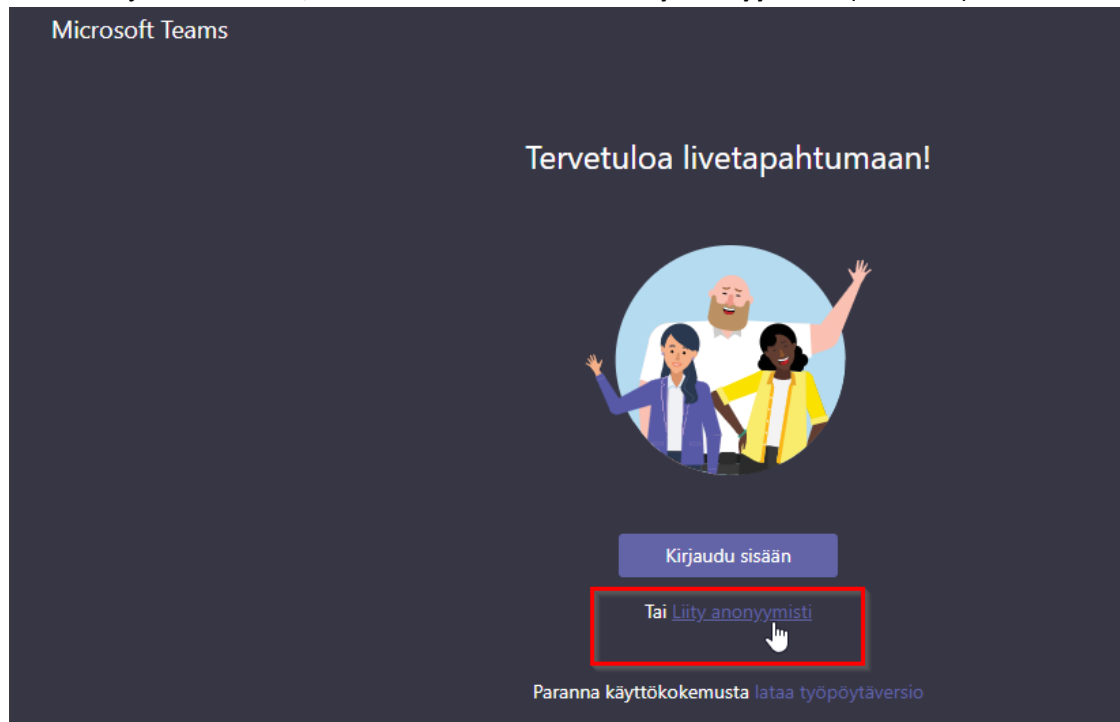 Microsoft Teams
Tervetuloa livetapahtumaan!
Kirjaudu sisään
Tai Liity anonyymisti
Paranna käyttökokemusta lataa työpöytäversio